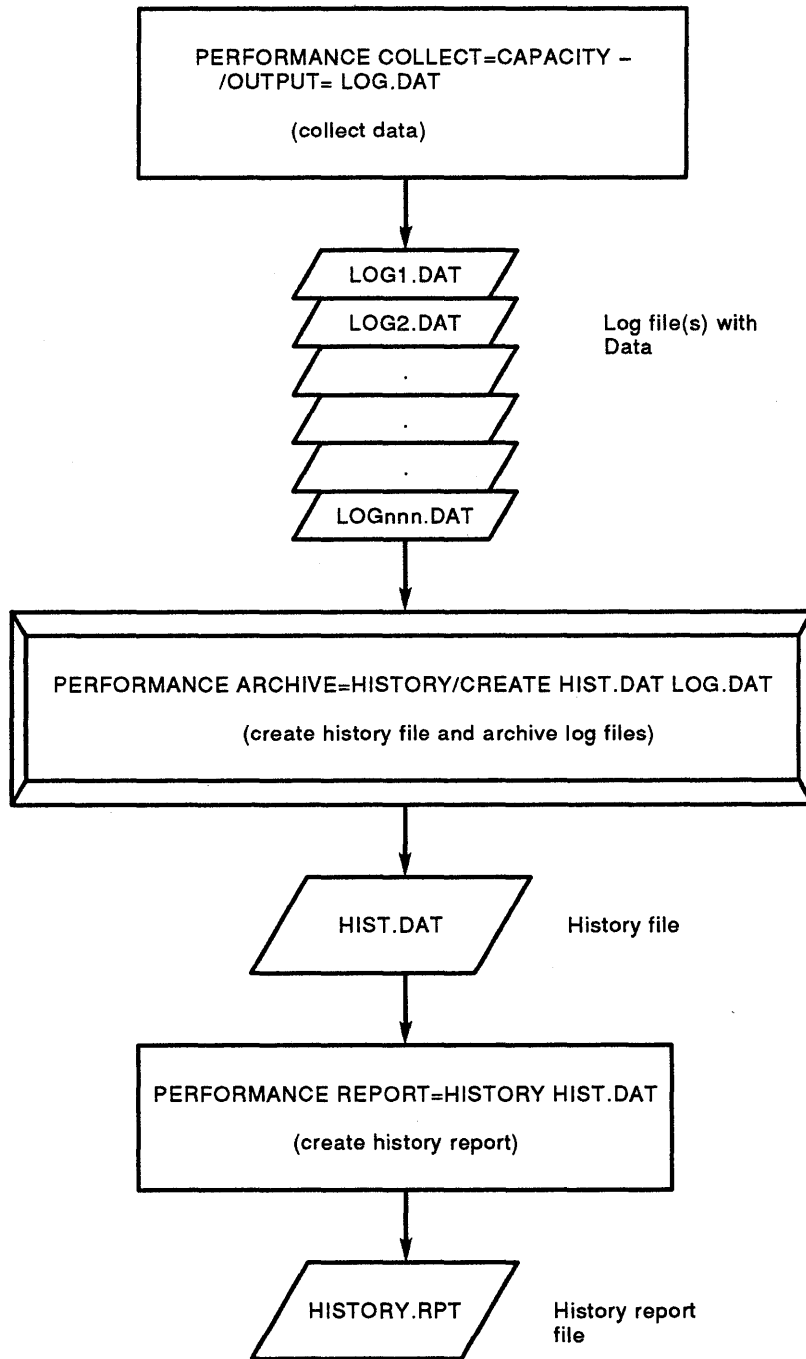 PERFORMANCE COLLECT=CAPACITY –
/OUTPUT= LOG.DAT
(collect data)
LOG1.DAT
LOG2.DAT
Log file(s) with
Data
.
.
.
LOGnnn.DAT
PERFORMANCE ARCHIVE=HISTORY/CREATE HIST.DAT LOG.DAT
(create history file and archive log files)
HIST.DAT
History file
PERFORMANCE REPORT=HISTORY HIST.DAT
(create history report)
HISTORY.RPT
History report
file